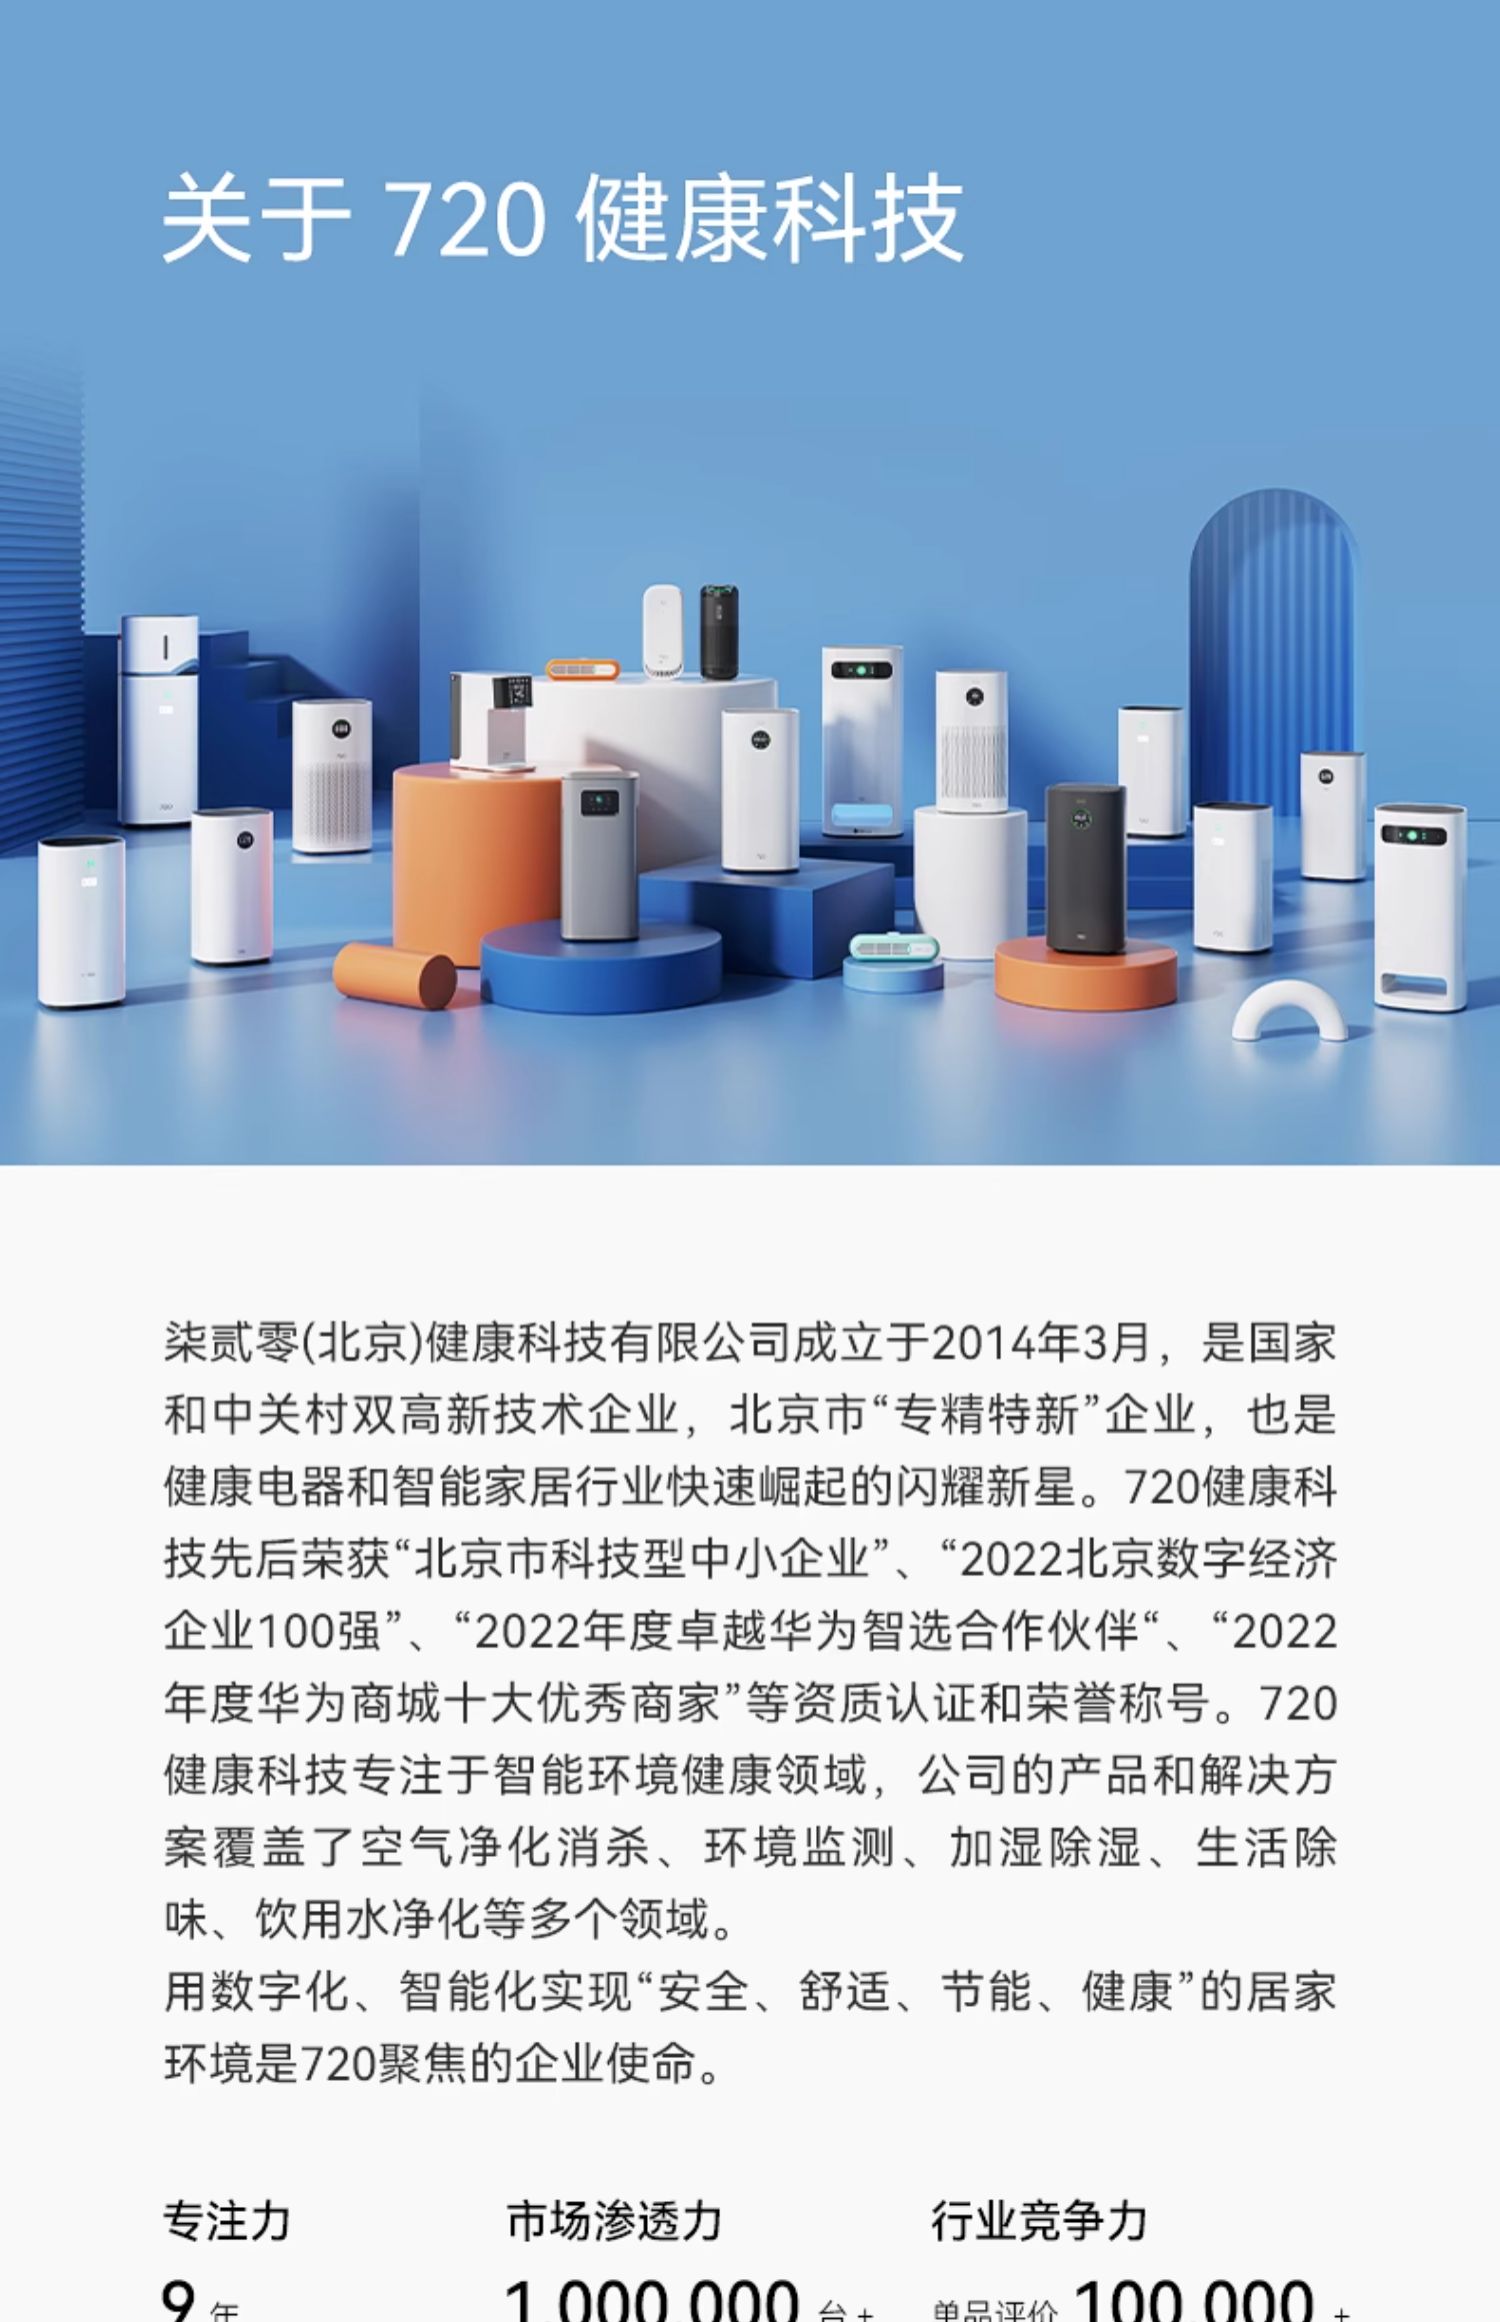 关于 720 健康科技
柒贰零(北京)健康科技有限公司成立于2014年3月，是国家
和中关村双高新技术企业，北京市“专精特新”企业，也是
健康电器和智能家居行业快速崛起的闪耀新星。720健康科
技先后荣获“北京市科技型中小企业”、“2022北京数字经济
企业100强”、“2022年度卓越华为智选合作伙伴“、“2022
年度华为商城十大优秀商家”等资质认证和荣誉称号。720
健康科技专注于智能环境健康领域，公司的产品和解决方
案覆盖了空气净化消杀、环境监测、加湿除湿、生活除
味、饮用水净化等多个领域。
用数字化、智能化实现“安全、舒适、节能、健康”的居家
环境是720聚焦的企业使命。
专注力 市场渗透力 行业竞争力
9 年 1,000,000 台+ 单品评价 100,000 +